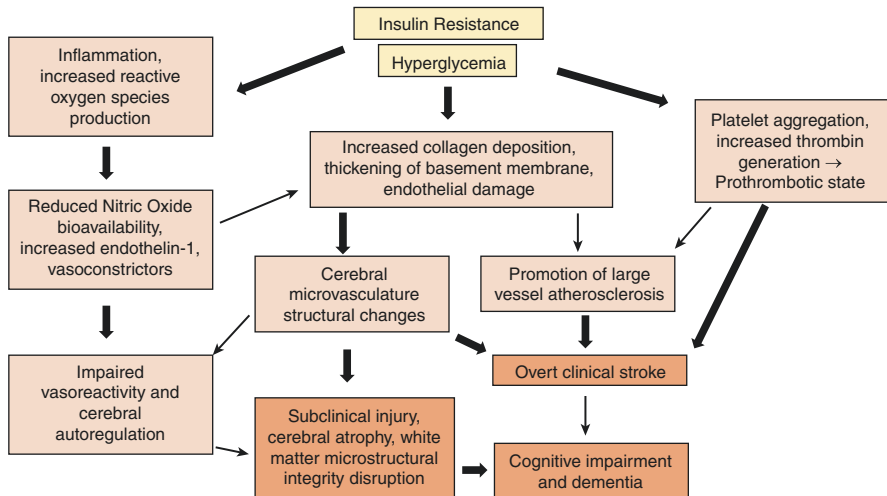 Insulin Resistance
Hyperglycemia
Inflammation,
increased reactive
oxygen species
production
Increased collagen deposition,
thickening of basement membrane,
endothelial damage
Platelet aggregation,
increased thrombin
generation →
Prothrombotic state
Reduced Nitric Oxide
bioavailability,
increased endothelin-1,
vasoconstrictors
Cerebral
microvasculature
structural changes
Promotion of large
vessel atherosclerosis
Impaired
vasoreactivity and
cerebral
autoregulation
Overt clinical stroke
Subclinical injury,
cerebral atrophy, white
matter microstructural
integrity disruption
Cognitive impairment
and dementia